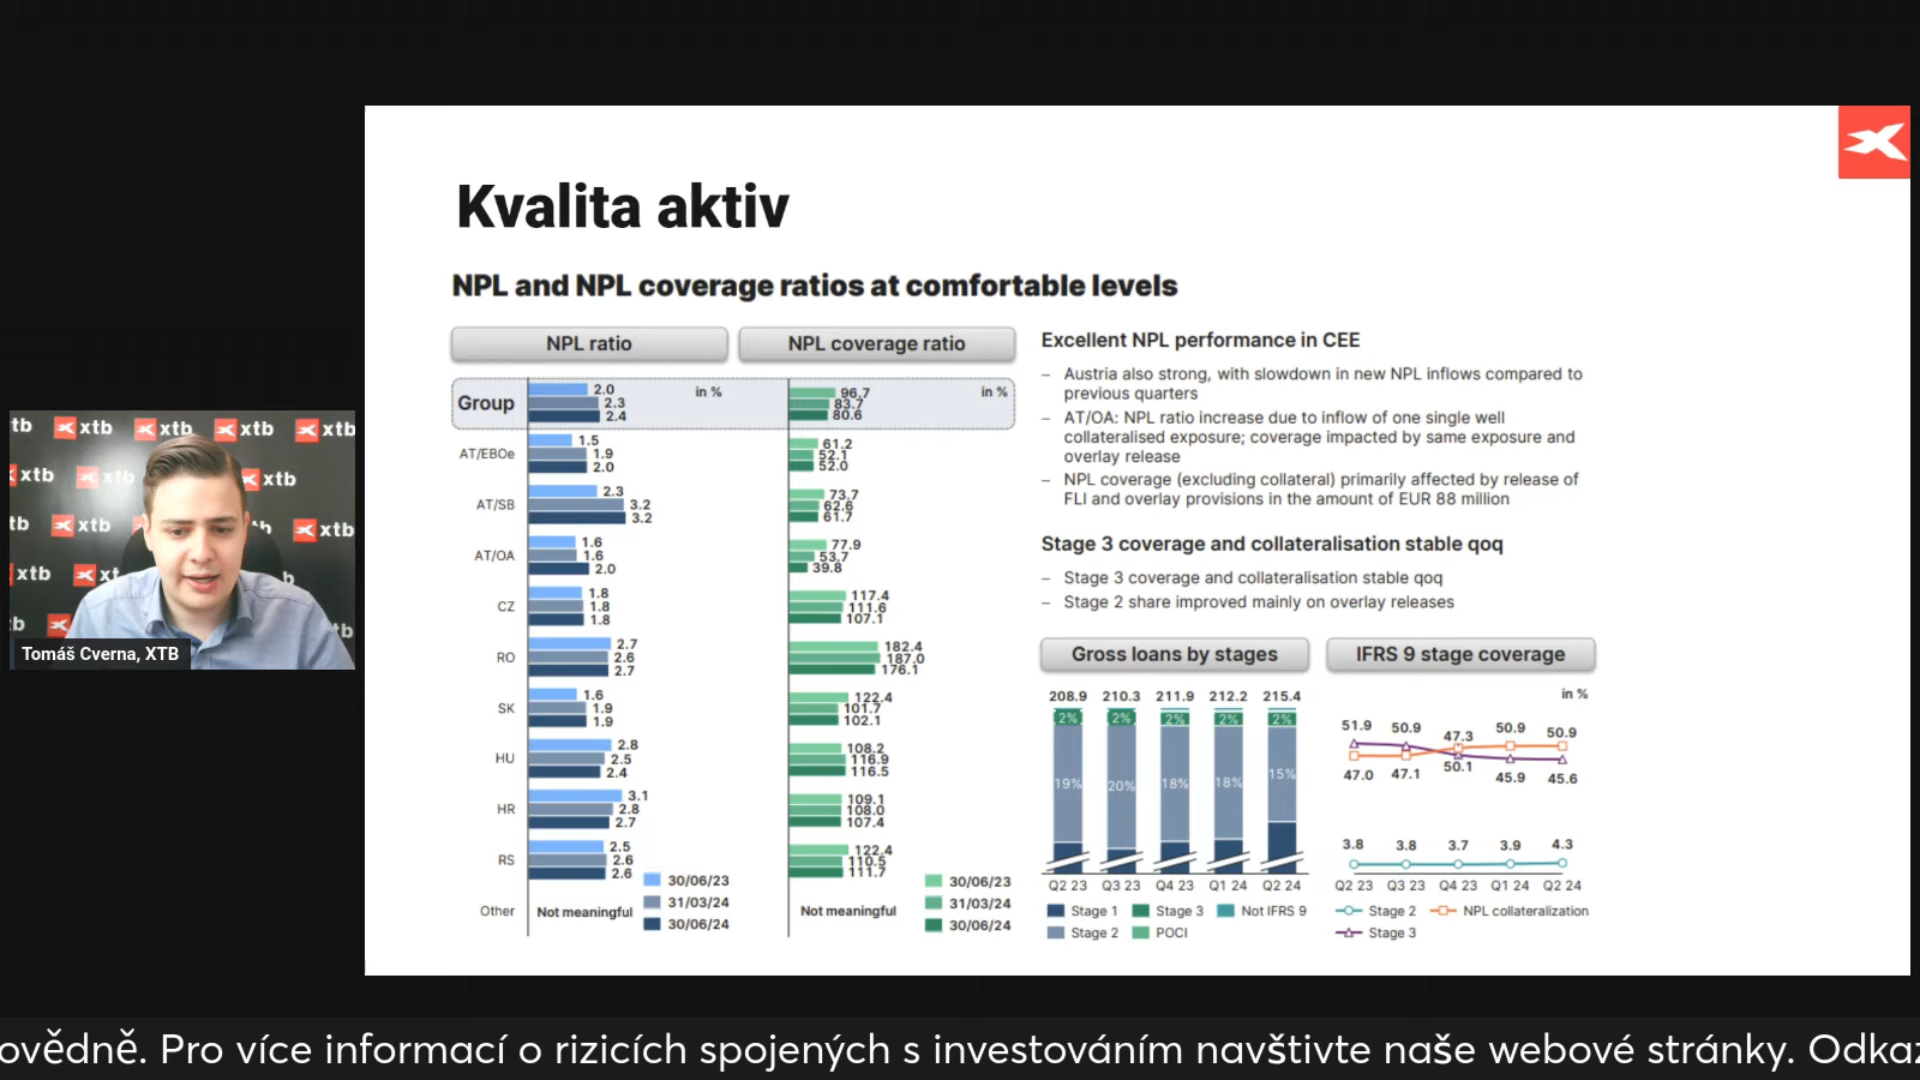 Kvalita aktiv
NPL and NPL coverage ratios at comfortable levels
NPL ratio
NPL coverage ratio
in %
in %
Group
2.0
2.3
2.4
96.7
83.7
80.6
AT/EBOe
1.5
1.9
2.0
61.2
52.1
52.0
AT/SB
2.3
3.2
3.2
73.7
62.6
61.7
AT/OA
1.6
1.6
2.0
77.9
53.7
39.8
CZ
1.8
1.8
1.8
117.4
111.6
107.1
RO
2.7
2.6
2.7
182.4
187.0
176.1
SK
1.6
1.9
1.9
122.4
101.7
102.1
HU
2.8
2.5
2.4
108.2
116.9
116.5
HR
3.1
2.8
2.7
109.1
108.0
107.4
RS
2.5
2.6
2.6
122.4
110.5
111.7
Other
Not meaningful
Not meaningful
30/06/23
31/03/24
30/06/24
30/06/23
31/03/24
30/06/24
Excellent NPL performance in CEE
– Austria also strong, with slowdown in new NPL inflows compared to
previous quarters
– AT/OA: NPL ratio increase due to inflow of one single well
collateralised exposure; coverage impacted by same exposure and
overlay release
– NPL coverage (excluding collateral) primarily affected by release of
FLI and overlay provisions in the amount of EUR 88 million
Stage 3 coverage and collateralisation stable qoq
– Stage 3 coverage and collateralisation stable qoq
– Stage 2 share improved mainly on overlay releases
Gross loans by stages
208.9 210.3 211.9 212.2 215.4
2% 2% 2% 2% 2%
19% 20% 18% 18% 15%
Q2 23 Q3 23 Q4 23 Q1 24 Q2 24
Stage 1 Stage 3 Not IFRS 9
Stage 2 POCI
IFRS 9 stage coverage
in %
51.9 50.9 47.3 50.9 50.9
47.0 47.1 50.1 45.9 45.6
3.8 3.8 3.7 3.9 4.3
Q2 23 Q3 23 Q4 23 Q1 24 Q2 24
Stage 2 NPL collateralization
Stage 3
tb xtb xtb xtb xtb
xtb xtb
tb xtb xtb
xtb xt b
b tb
Tomáš Cverna, XTB
ovědně. Pro více informací o rizicích spojených s investováním navštivte naše webové stránky. Odkaz